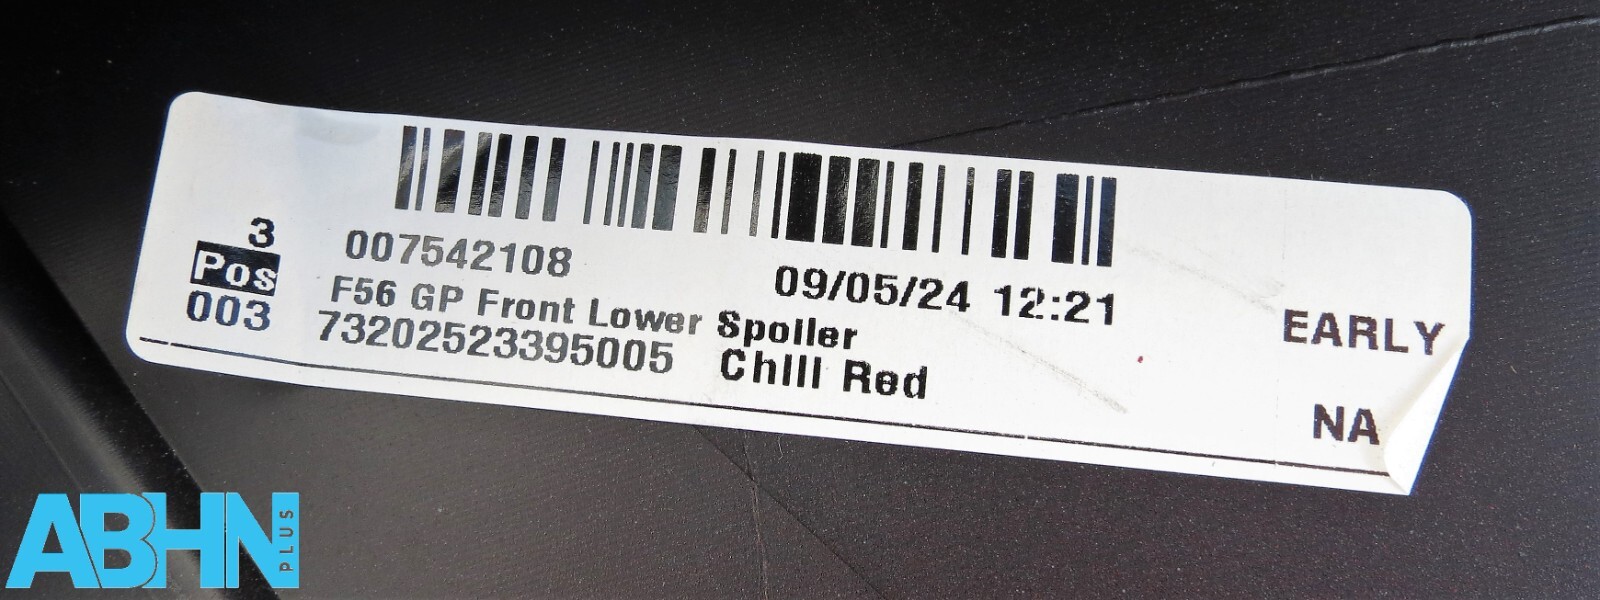 3
Pos
003
007542108
09/05/24 12:21
F56 GP Front Lower Spoiler
73202523395005 Chill Red
EARLY
NA
ABHN
PLUS